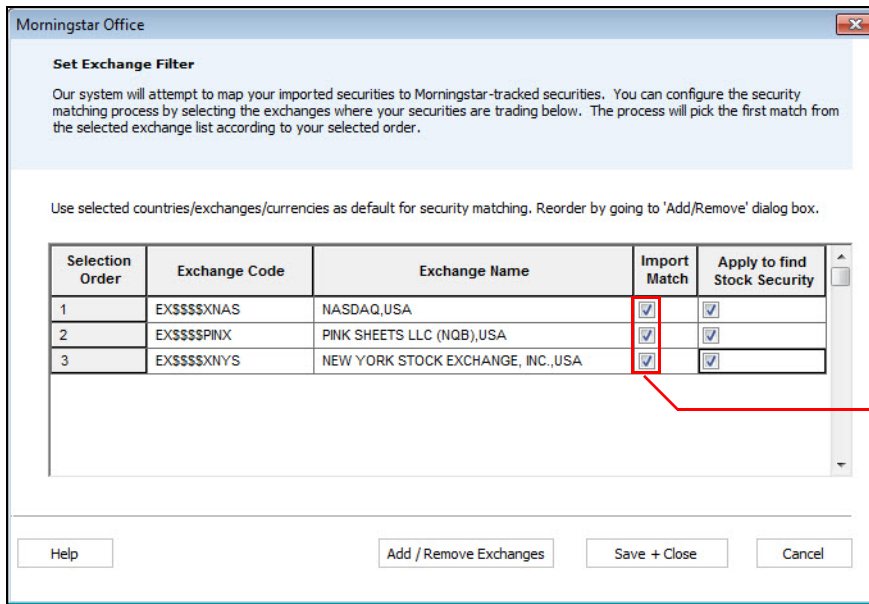 Morningstar Office
Set Exchange Filter
Our system will attempt to map your imported securities to Morningstar-tracked securities. You can configure the security
matching process by selecting the exchanges where your securities are trading below. The process will pick the first match from
the selected exchange list according to your selected order.
Use selected countries/exchanges/currencies as default for security matching. Reorder by going to 'Add/Remove' dialog box.
Selection Order Exchange Code Exchange Name Import Match Apply to find Stock Security
1 EX$$$$XNAS NASDAQ,USA
2 EX$$$$PINX PINK SHEETS LLC (NQB),USA
3 EX$$$$XNYS NEW YORK STOCK EXCHANGE, INC.,USA
Help Add / Remove Exchanges Save + Close Cancel